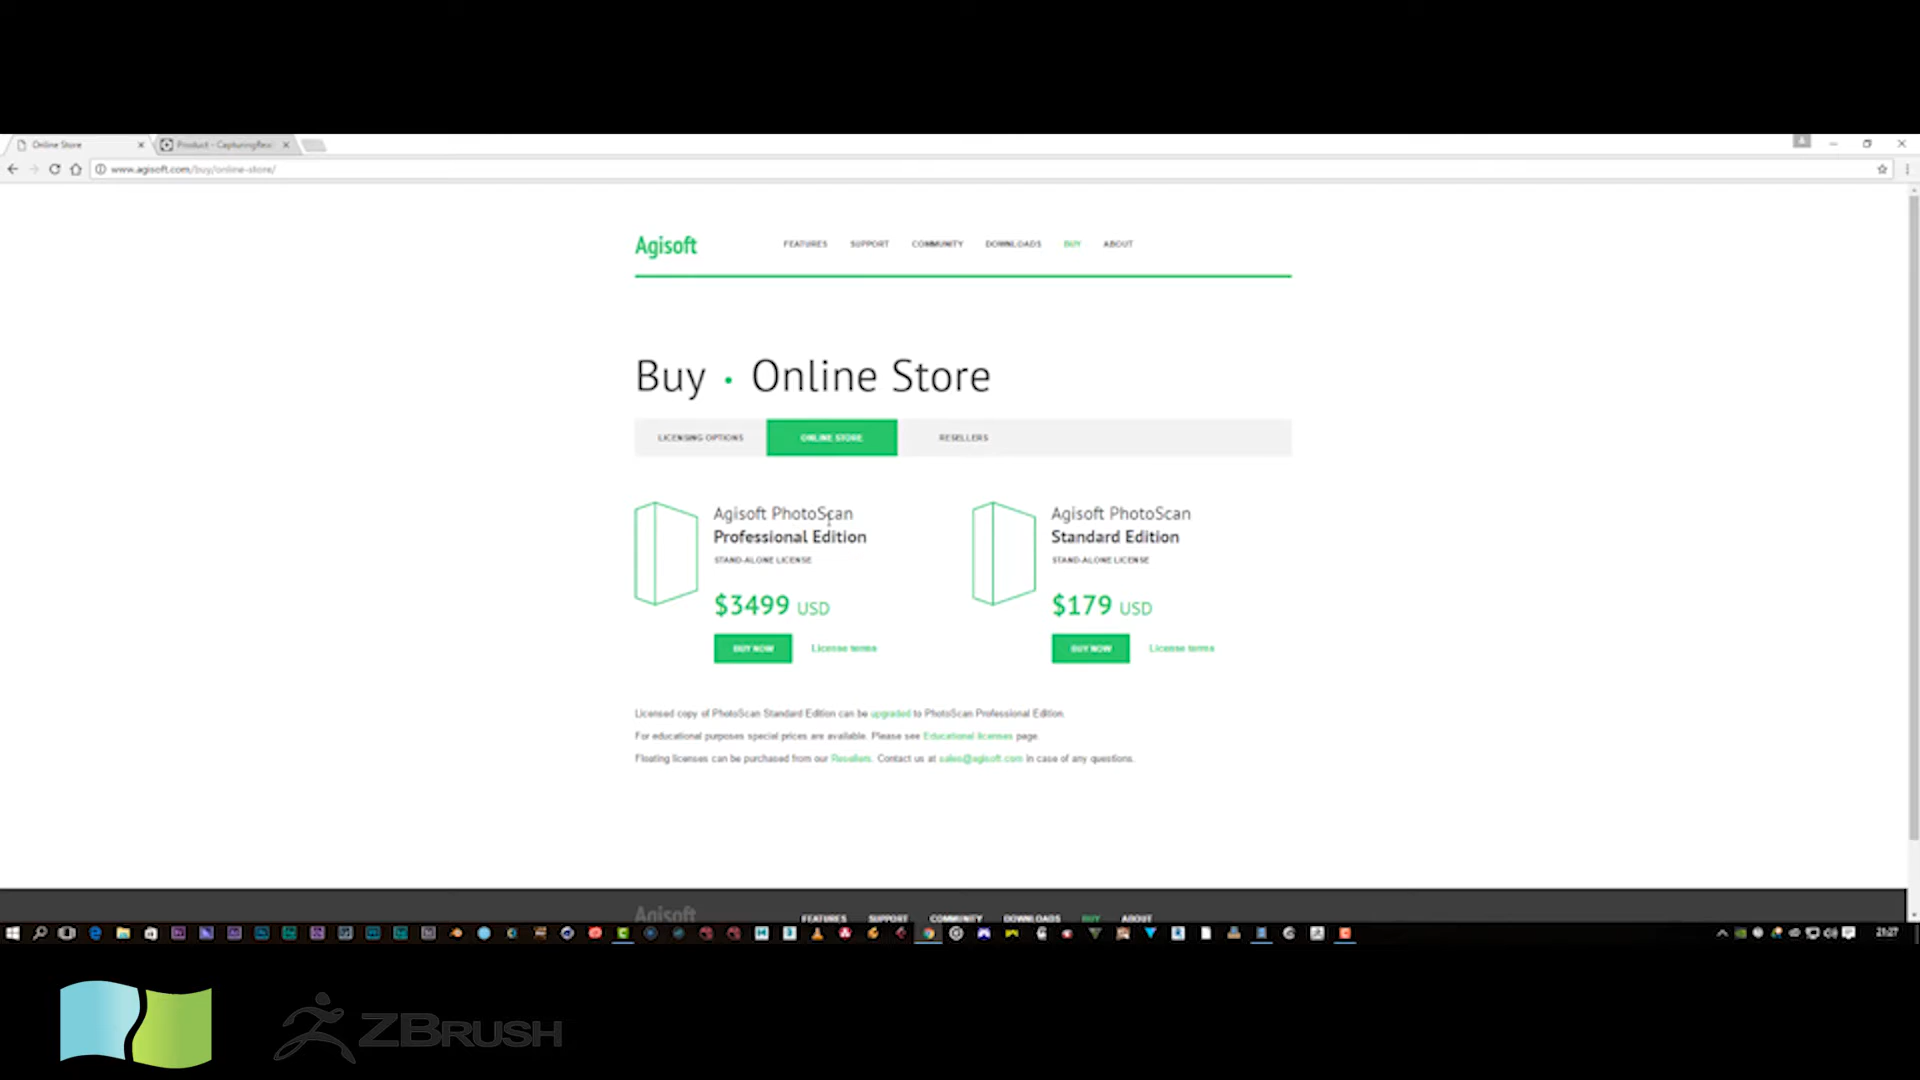 Online Store
Product - CapturingRea
www.agisoft.com/buy/online-store/
Agisoft
FEATURES SUPPORT COMMUNITY DOWNLOADS BUY ABOUT
Buy · Online Store
LICENSING OPTIONS ONLINE STORE RESELLERS
Agisoft PhotoScan
Professional Edition
STAND-ALONE LICENSE
$3499 USD
BUY NOW License terms
Agisoft PhotoScan
Standard Edition
STAND-ALONE LICENSE
$179 USD
BUY NOW License terms
Licensed copy of PhotoScan Standard Edition can be upgraded to PhotoScan Professional Edition.
For educational purposes special prices are available. Please see Educational licenses page.
Floating licenses can be purchased from our Resellers. Contact us at sales@agisoft.com in case of any questions.
Agisoft
FEATURES SUPPORT COMMUNITY DOWNLOADS BUY ABOUT
21:27
ZBRUSH